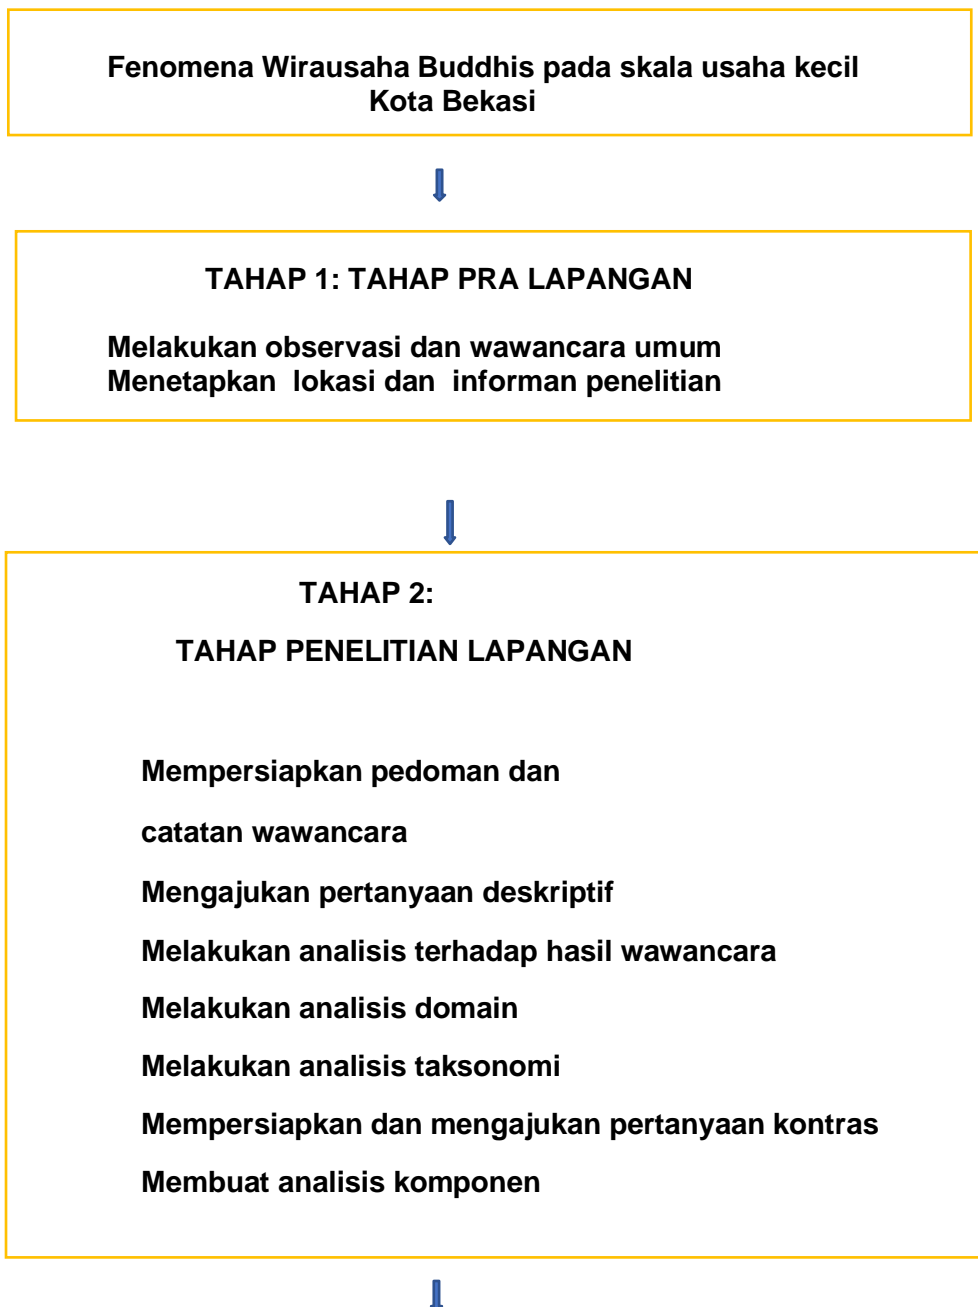 Fenomena Wirausaha Buddhis pada skala usaha kecil
Kota Bekasi
TAHAP 1: TAHAP PRA LAPANGAN
Melakukan observasi dan wawancara umum
Menetapkan lokasi dan informan penelitian
TAHAP 2:
TAHAP PENELITIAN LAPANGAN
Mempersiapkan pedoman dan
catatan wawancara
Mengajukan pertanyaan deskriptif
Melakukan analisis terhadap hasil wawancara
Melakukan analisis domain
Melakukan analisis taksonomi
Mempersiapkan dan mengajukan pertanyaan kontras
Membuat analisis komponen